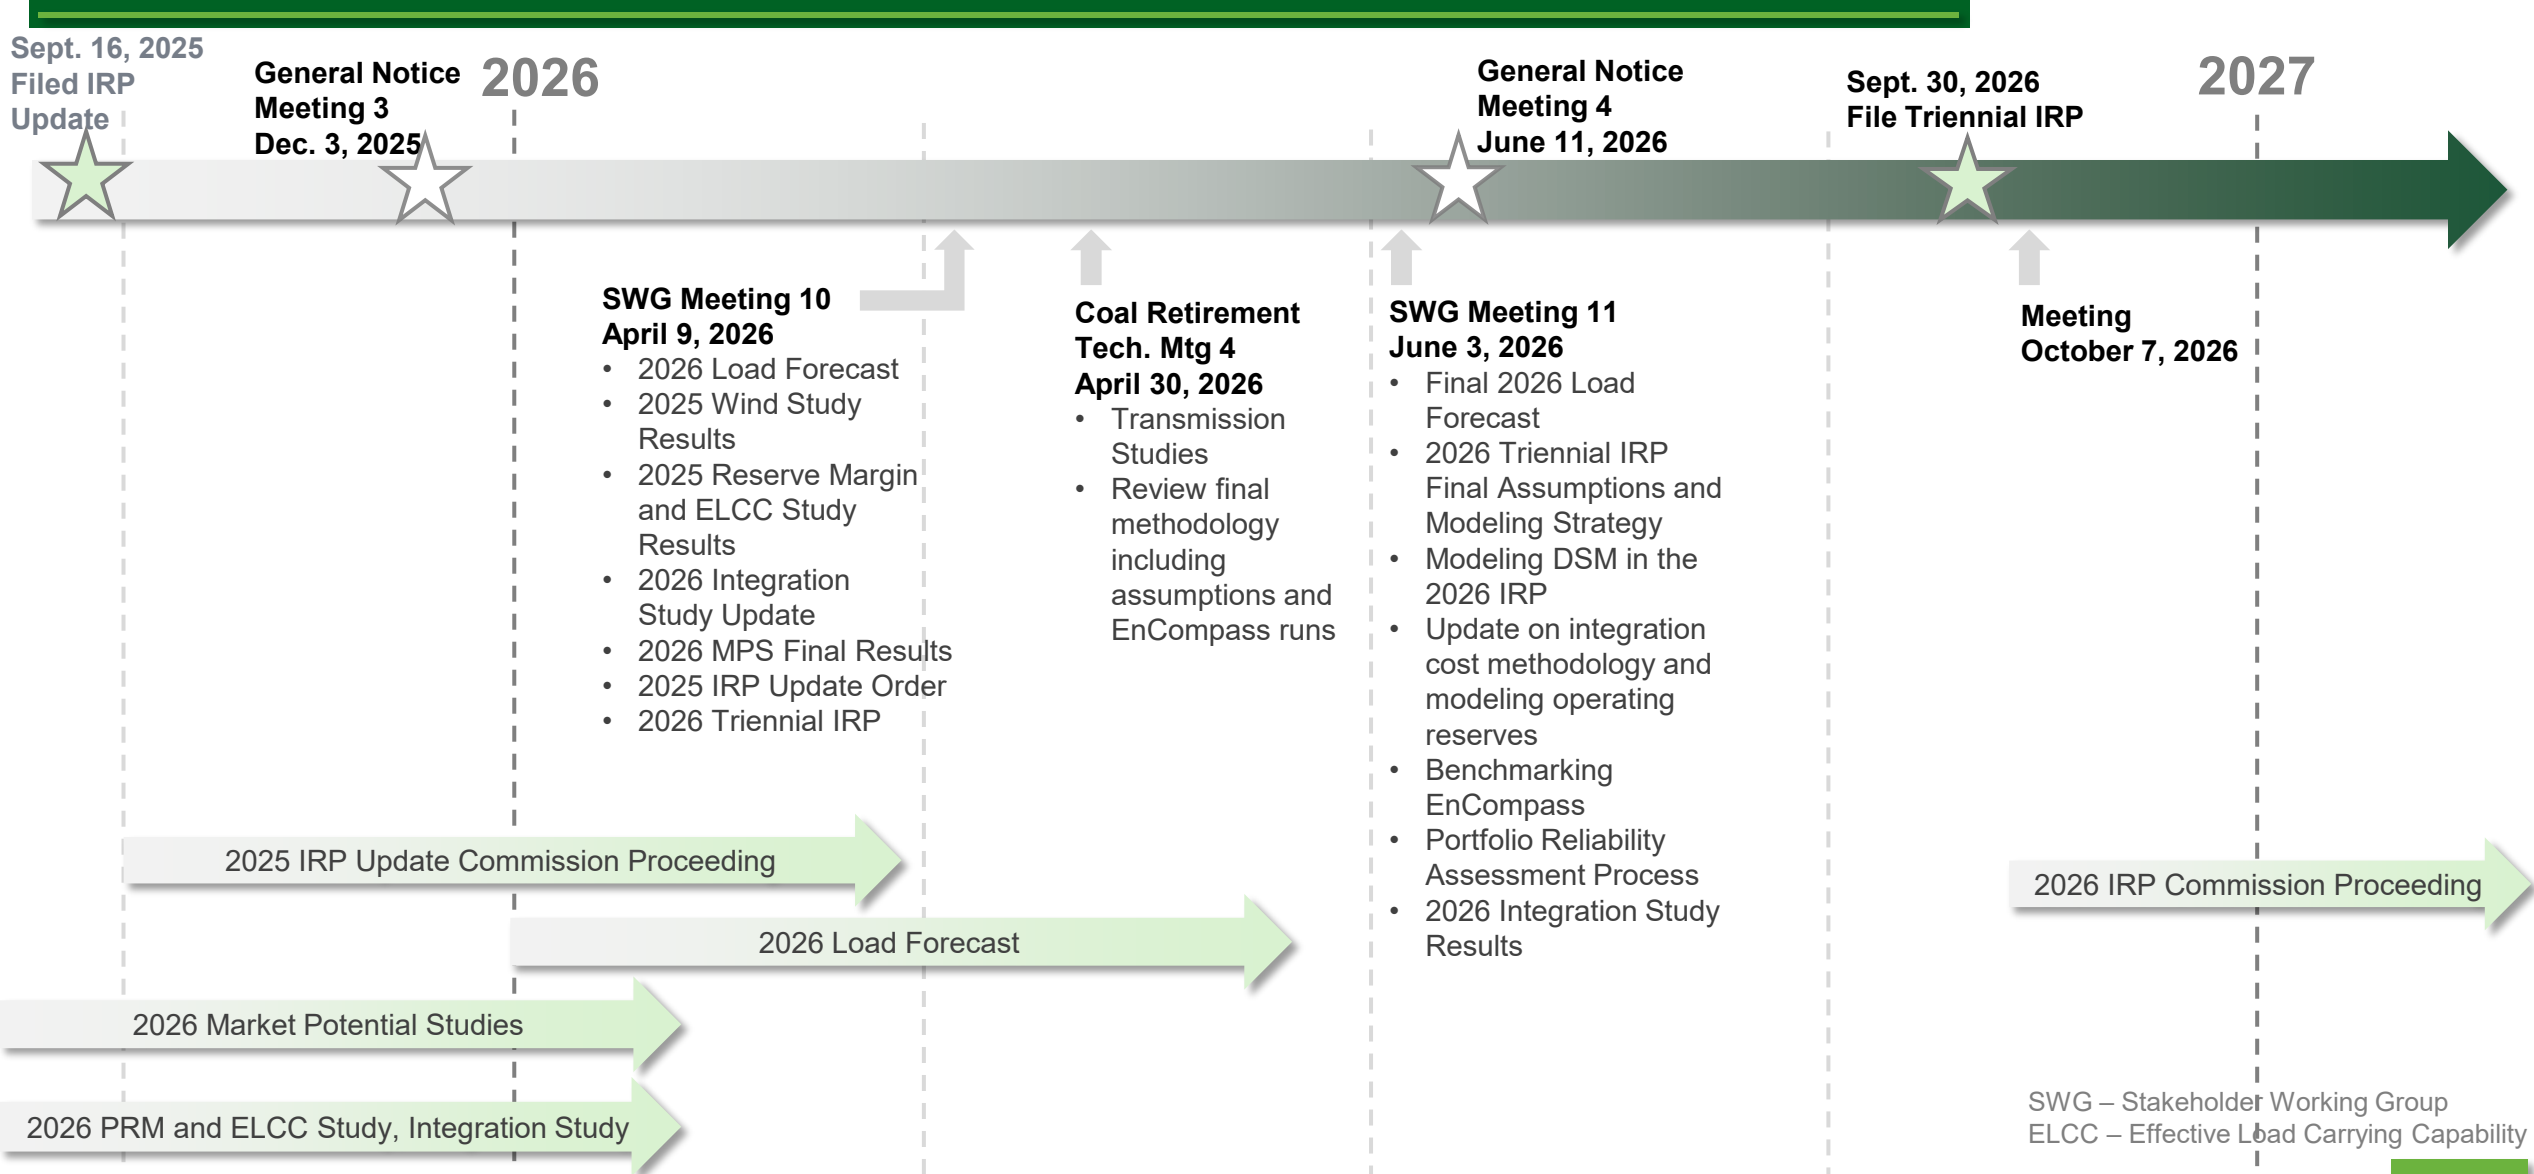 Sept. 16, 2025
Filed IRP
Update
General Notice
Meeting 3
Dec. 3, 2025
2026
General Notice
Meeting 4
June 11, 2026
Sept. 30, 2026
File Triennial IRP
2027
SWG Meeting 10
April 9, 2026
• 2026 Load Forecast
• 2025 Wind Study
Results
• 2025 Reserve Margin
and ELCC Study
Results
• 2026 Integration
Study Update
• 2026 MPS Final Results
• 2025 IRP Update Order
• 2026 Triennial IRP
Coal Retirement
Tech. Mtg 4
April 30, 2026
• Transmission
Studies
• Review final
methodology
including
assumptions and
EnCompass runs
SWG Meeting 11
June 3, 2026
• Final 2026 Load
Forecast
• 2026 Triennial IRP
Final Assumptions and
Modeling Strategy
• Modeling DSM in the
2026 IRP
• Update on integration
cost methodology and
modeling operating
reserves
• Benchmarking
EnCompass
• Portfolio Reliability
Assessment Process
• 2026 Integration Study
Results
Meeting
October 7, 2026
2025 IRP Update Commission Proceeding
2026 IRP Commission Proceeding
2026 Load Forecast
2026 Market Potential Studies
2026 PRM and ELCC Study, Integration Study
SWG – Stakeholder Working Group
ELCC – Effective Load Carrying Capability